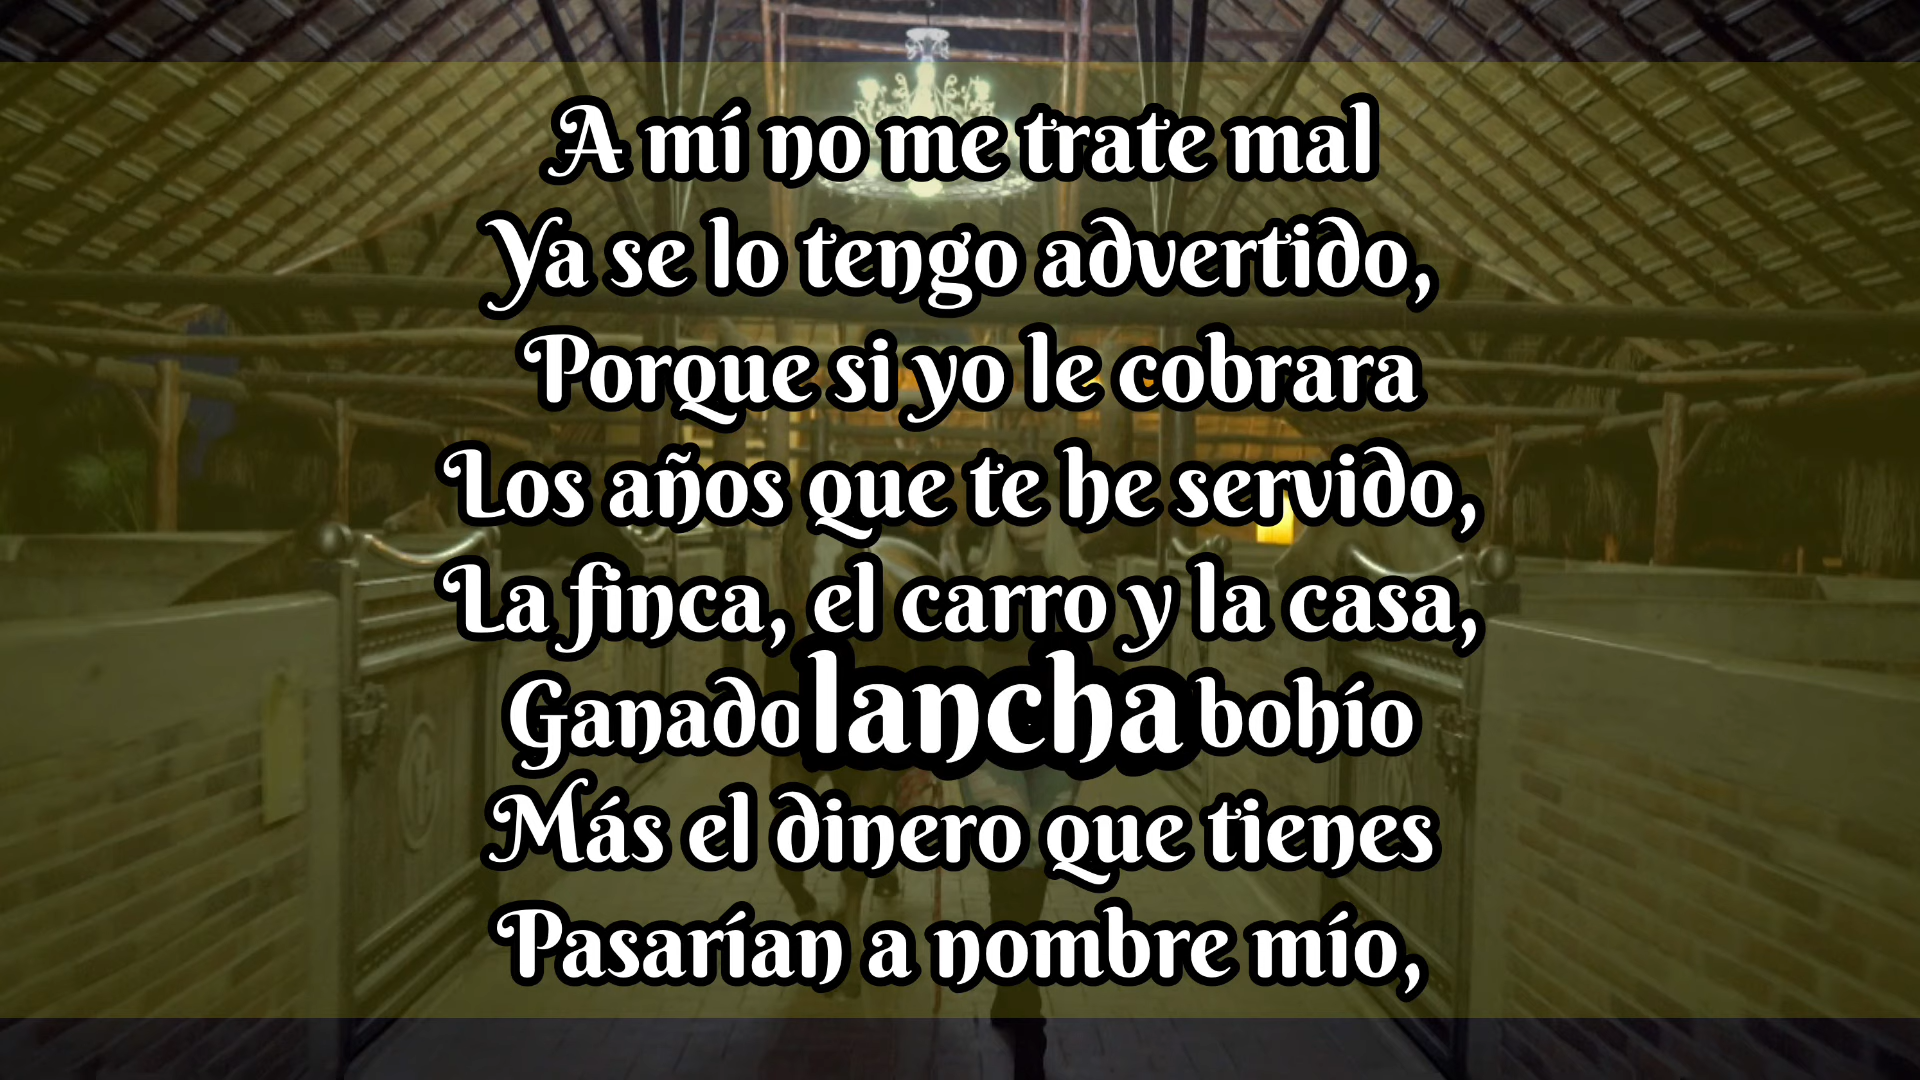 A mí no me trate mal
Ya se lo tengo advertido,
Porque si yo le cobrara
Los años que te he servido,
La finca, el carro y la casa,
Ganado lancha bohío
Más el dinero que tienes
Pasarían a nombre mío,